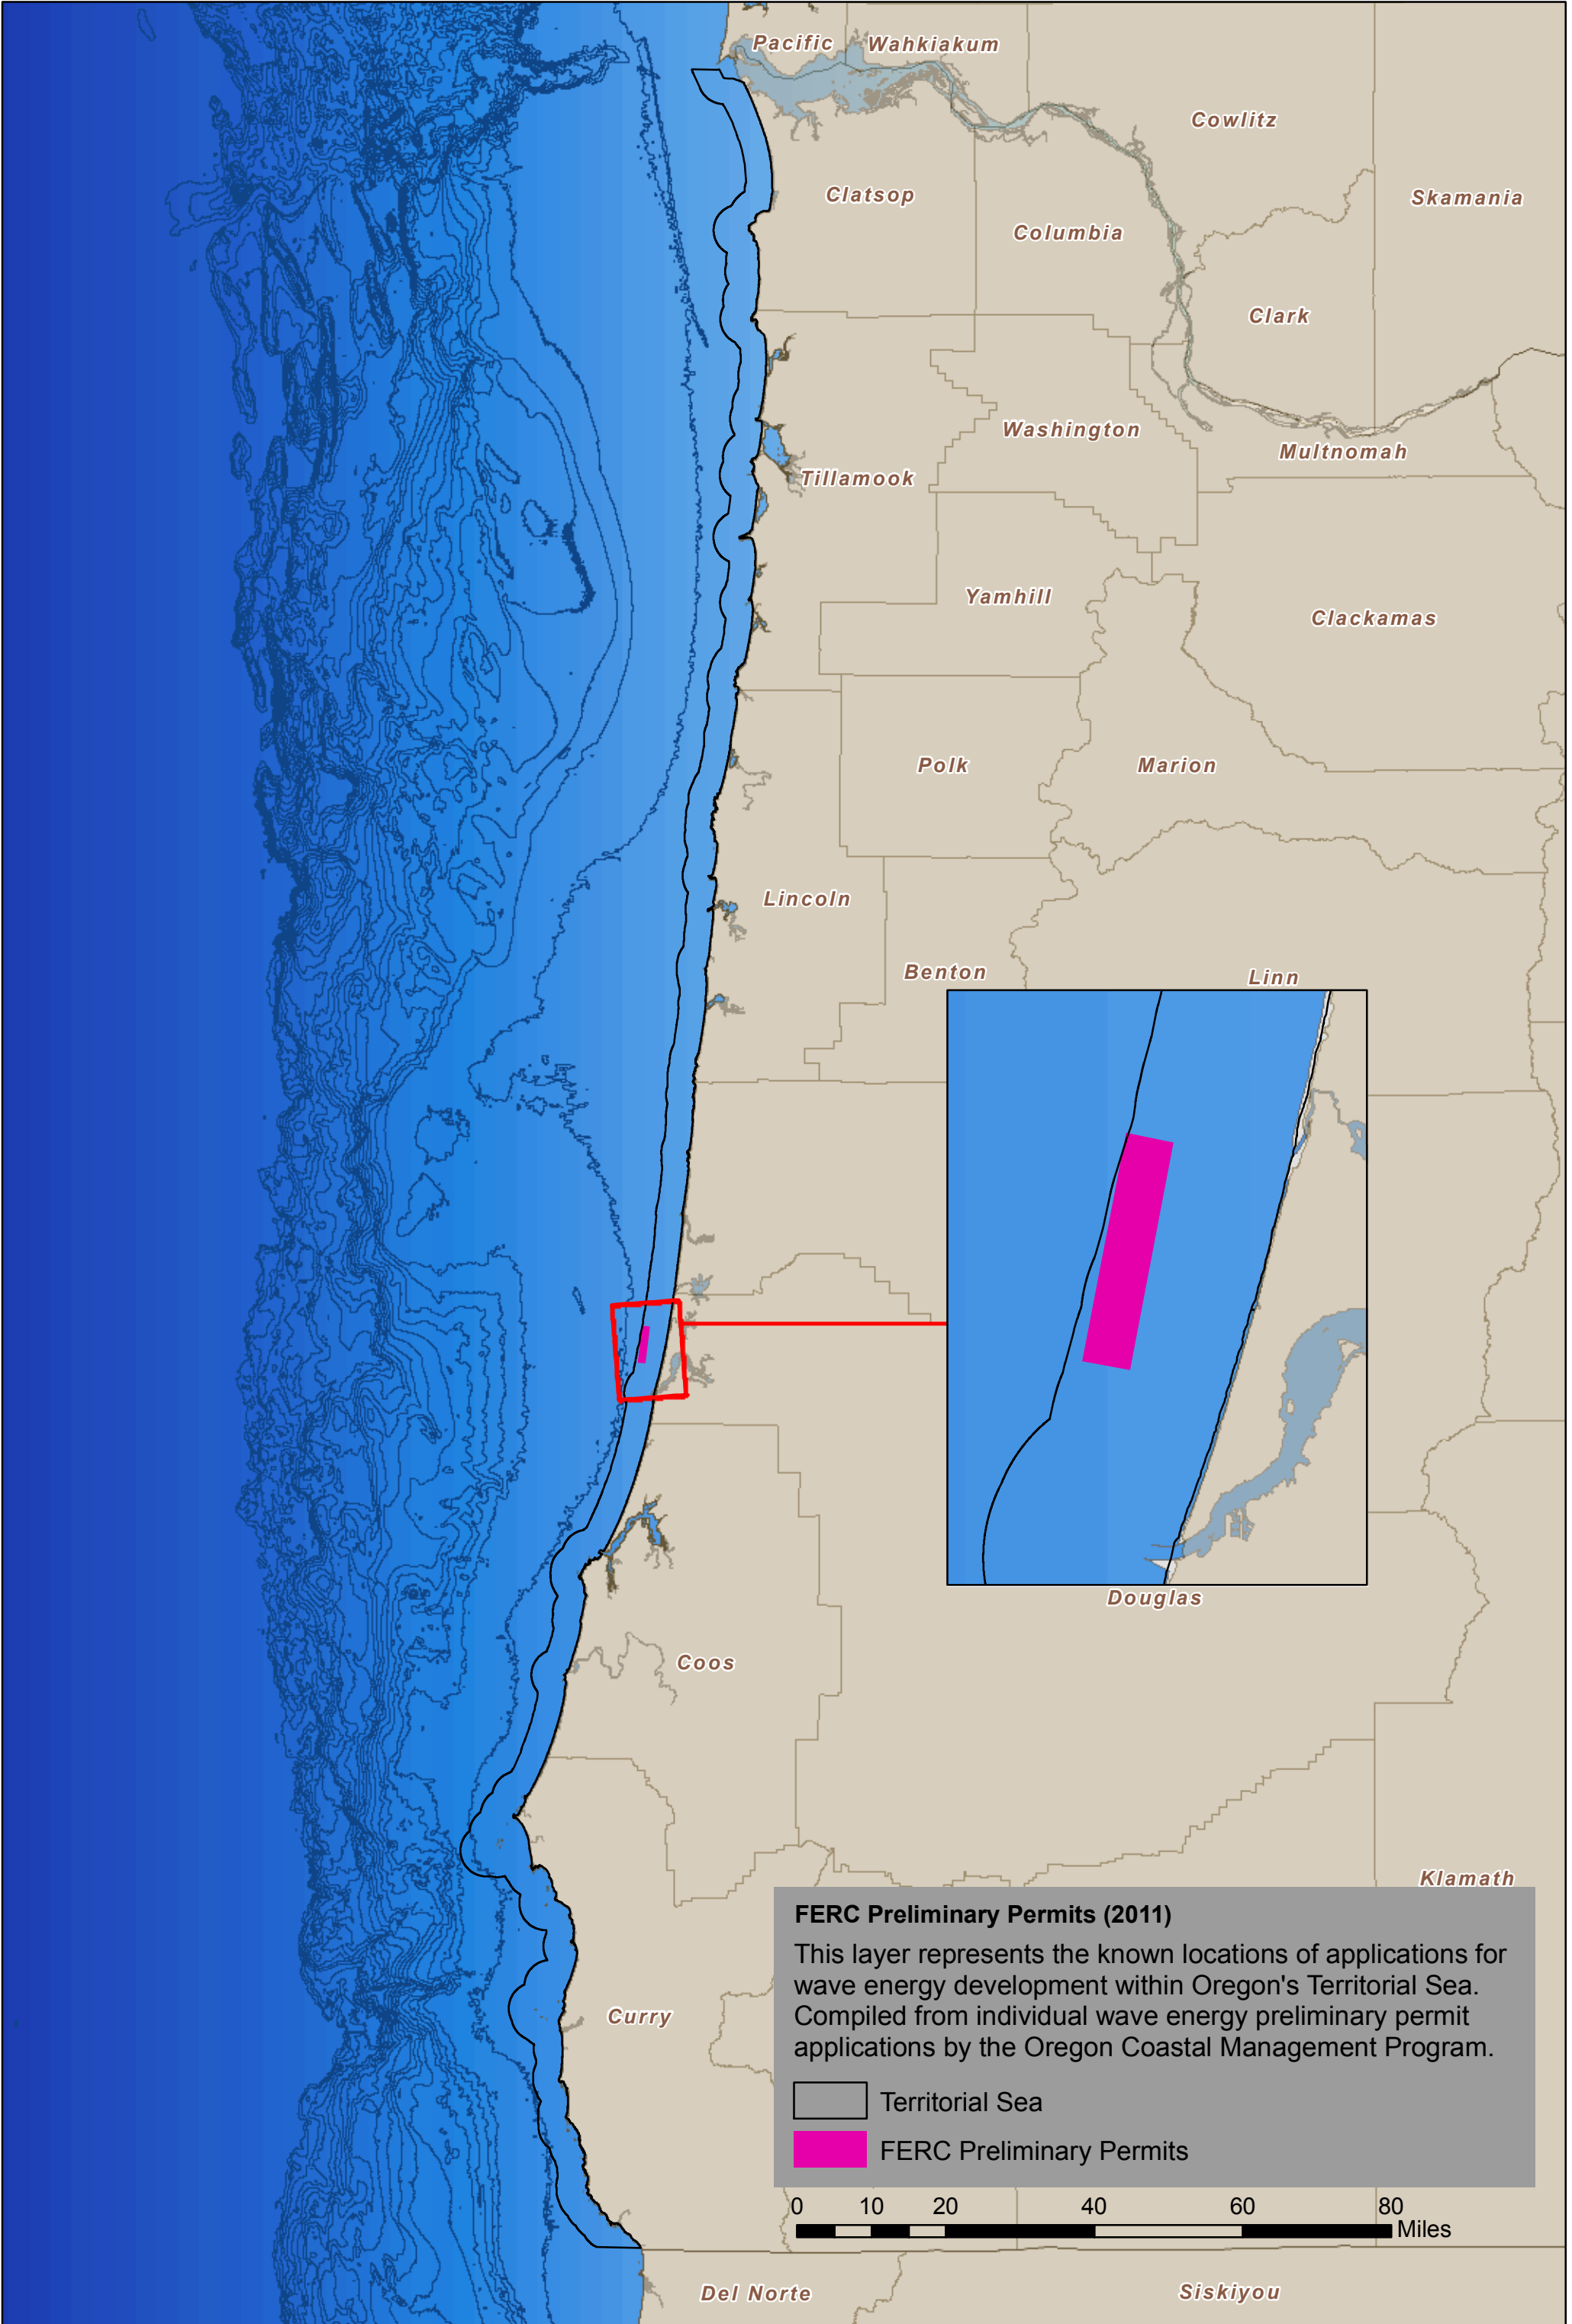 Pacific
Wahkiakum
Cowlitz
Clatsop
Skamania
Columbia
Clark
Washington
Multnomah
Tillamook
Yamhill
Clackamas
Polk
Marion
Lincoln
Benton
Linn
Douglas
Coos
Klamath
FERC Preliminary Permits (2011)
This layer represents the known locations of applications for
wave energy development within Oregon's Territorial Sea.
Compiled from individual wave energy preliminary permit
applications by the Oregon Coastal Management Program.
Curry
Territorial Sea
FERC Preliminary Permits
0 10 20 40 60 80
Miles
Del Norte
Siskiyou